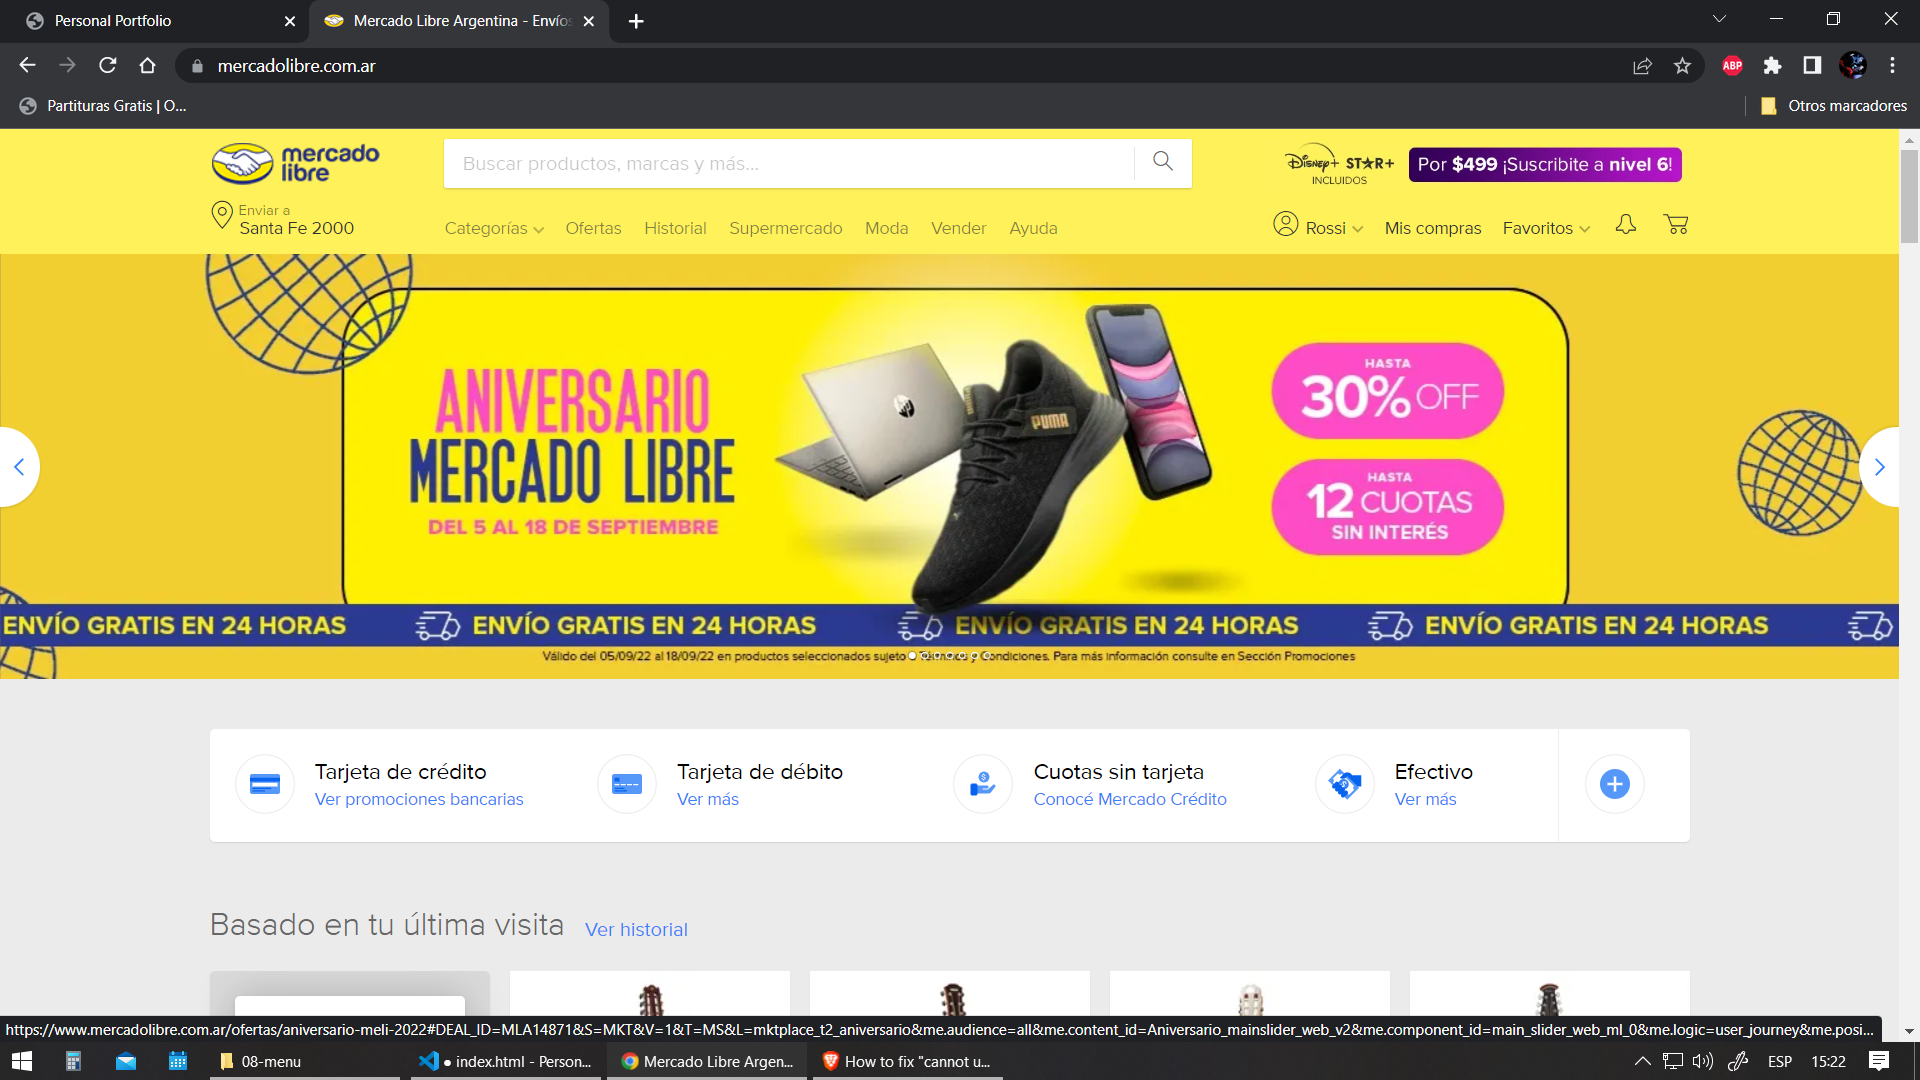 Personal Portfolio
Mercado Libre Argentina - Envíos
mercadolibre.com.ar
ABP
Partituras Gratis | O...
Otros marcadores
mercado
libre
Buscar productos, marcas y más...
Disney+ STAR+
INCLUIDOS
Por $499 ¡Suscribite a nivel 6!
Enviar a
Santa Fe 2000
Categorías
Ofertas
Historial
Supermercado
Moda
Vender
Ayuda
Rossi
Mis compras
Favoritos
ANIVERSARIO
MERCADO LIBRE
DEL 5 AL 18 DE SEPTIEMBRE
hp
PUMA
HASTA
30% OFF
HASTA
12 CUOTAS
SIN INTERÉS
ENVÍO GRATIS EN 24 HORAS
ENVÍO GRATIS EN 24 HORAS
ENVÍO GRATIS EN 24 HORAS
ENVÍO GRATIS EN 24 HORAS
Válido del 05/09/22 al 18/09/22 en productos seleccionados sujeto a Términos y Condiciones. Para más información consulte en Sección Promociones
Tarjeta de crédito
Ver promociones bancarias
Tarjeta de débito
Ver más
Cuotas sin tarjeta
Conocé Mercado Crédito
Efectivo
Ver más
Basado en tu última visita
Ver historial
https://www.mercadolibre.com.ar/ofertas/aniversario-meli-2022#DEAL_ID=MLA14871&S=MKT&V=1&T=MS&L=mktplace_t2_aniversario&me.audience=all&me.content_id=Aniversario_mainslider_web_v2&me.component_id=main_slider_web_ml_0&me.logic=user_journey&me.posi...
08-menu
● index.html - Person...
Mercado Libre Argen...
How to fix "cannot u...
ESP
15:22